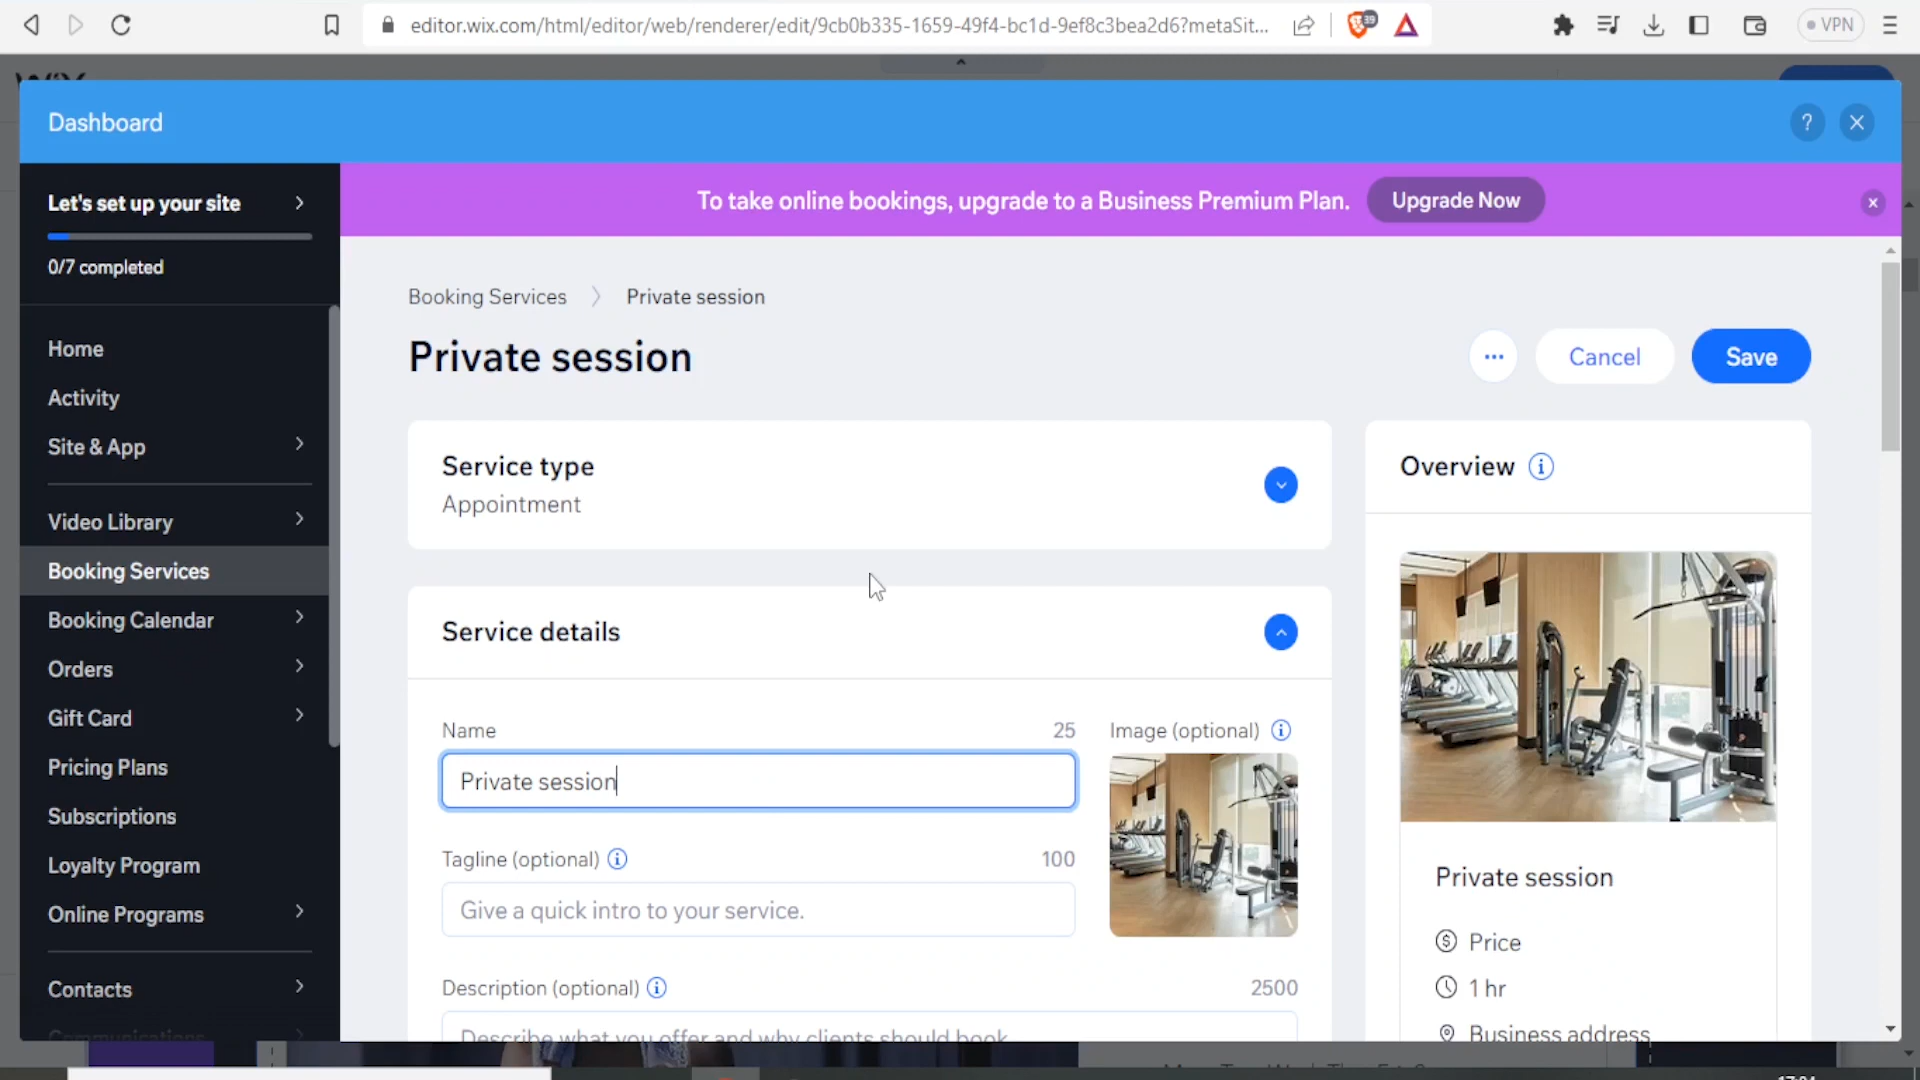 editor.wix.com/html/editor/web/renderer/edit/9cb0b335-1659-49f4-bc1d-9ef8c3bea2d6?metaSit...
39
VPN
Dashboard
?
Let's set up your site
0/7 completed
To take online bookings, upgrade to a Business Premium Plan.
Upgrade Now
Home
Activity
Site & App
Video Library
Booking Services
Booking Calendar
Orders
Gift Card
Pricing Plans
Subscriptions
Loyalty Program
Online Programs
Contacts
Communications
Booking Services
Private session
Private session
Cancel
Save
Service type
Appointment
Service details
Name
25
Private session
Tagline (optional)
100
Give a quick intro to your service.
Description (optional)
2500
Describe what you offer and why clients should book
Image (optional)
Overview
Private session
Price
1 hr
Business address